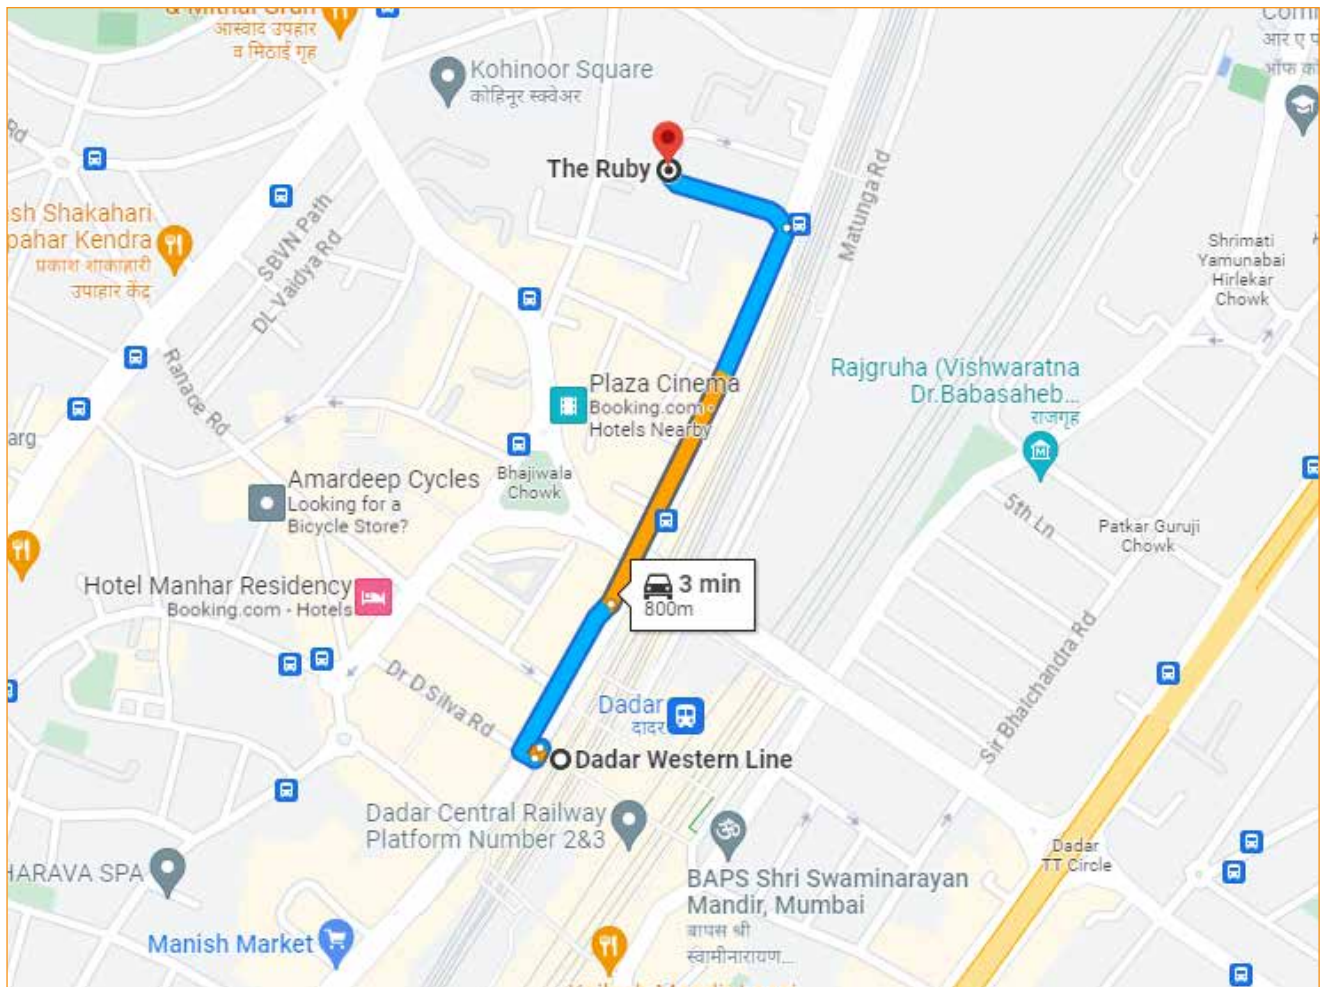 आस्वाद उपहार
व मिठाई गृह
Kohinoor Square
कोहिनूर स्क्वेअर
The Ruby
Matunga Rd
Shakahari
Kendra
प्रकाश शाकाहारी
उपाहार केंद्र
SBVN Path
DL Vaidya Rd
Shrimati
Yamunabai
Hirlekar
Chowk
Ranace Rd
Plaza Cinema
Booking.com -
Hotels Nearby
Rajgruha (Vishwaratna
Dr.Babasaheb...
राजगृह
Amardeep Cycles
Looking for a
Bicycle Store?
Bhajiwala
Chowk
5th Ln
Patkar Guruji
Chowk
Hotel Manhar Residency
Booking.com - Hotels
3 min
800m
Sir Bhalchandra Rd
Dr D Silva Rd
Dadar
दादर
Dadar Western Line
Dadar Central Railway
Platform Number 2&3
Dadar
TT Circle
HARAVA SPA
BAPS Shri Swaminarayan
Mandir, Mumbai
बापस श्री
स्वामीनारायण...
Manish Market